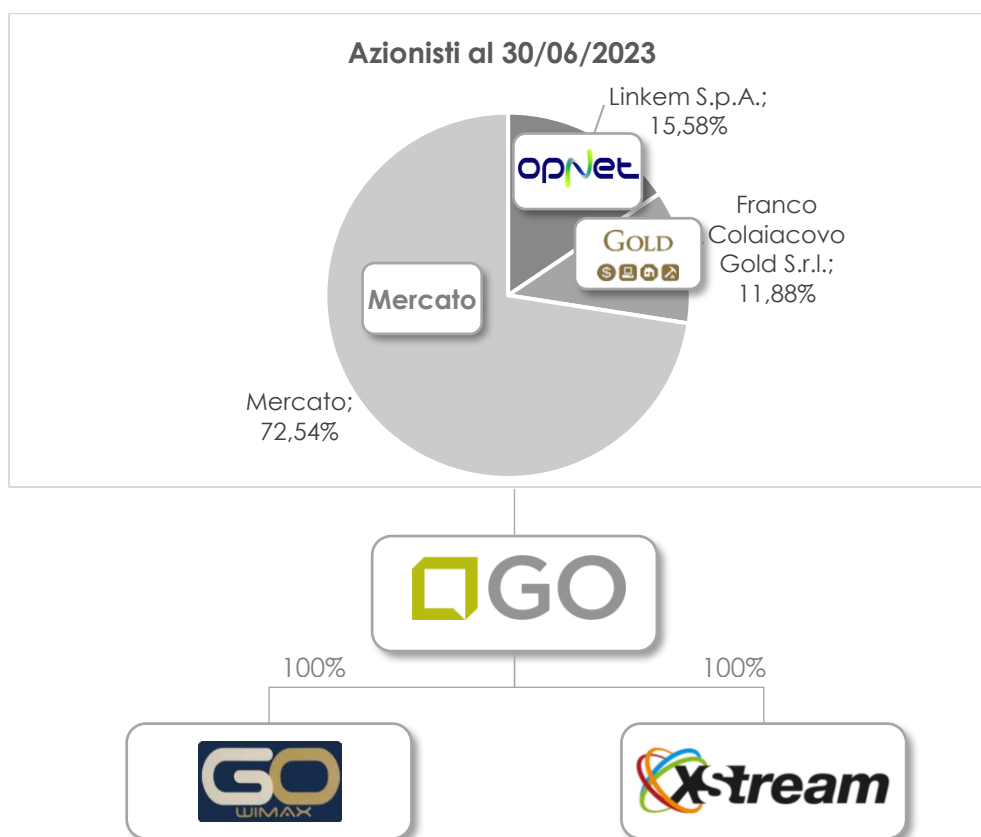 Azionisti al 30/06/2023
Linkem S.p.A.;
15,58%
opNet
Franco
Colaiacovo
Gold S.r.l.;
11,88%
GOLD
Mercato
Mercato;
72,54%
GO
100%
100%
GO
WIMAX
Xstream